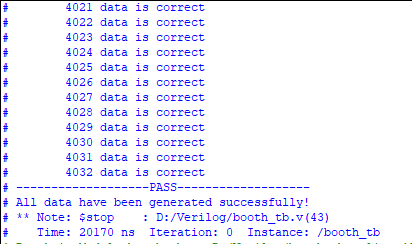 #        4021 data is correct
#        4022 data is correct
#        4023 data is correct
#        4024 data is correct
#        4025 data is correct
#        4026 data is correct
#        4027 data is correct
#        4028 data is correct
#        4029 data is correct
#        4030 data is correct
#        4031 data is correct
#        4032 data is correct
# -------------------PASS-------------------
# All data have been generated successfully!
# ** Note: $stop    : D:/Verilog/booth_tb.v(43)
#    Time: 20170 ns  Iteration: 0  Instance: /booth_tb